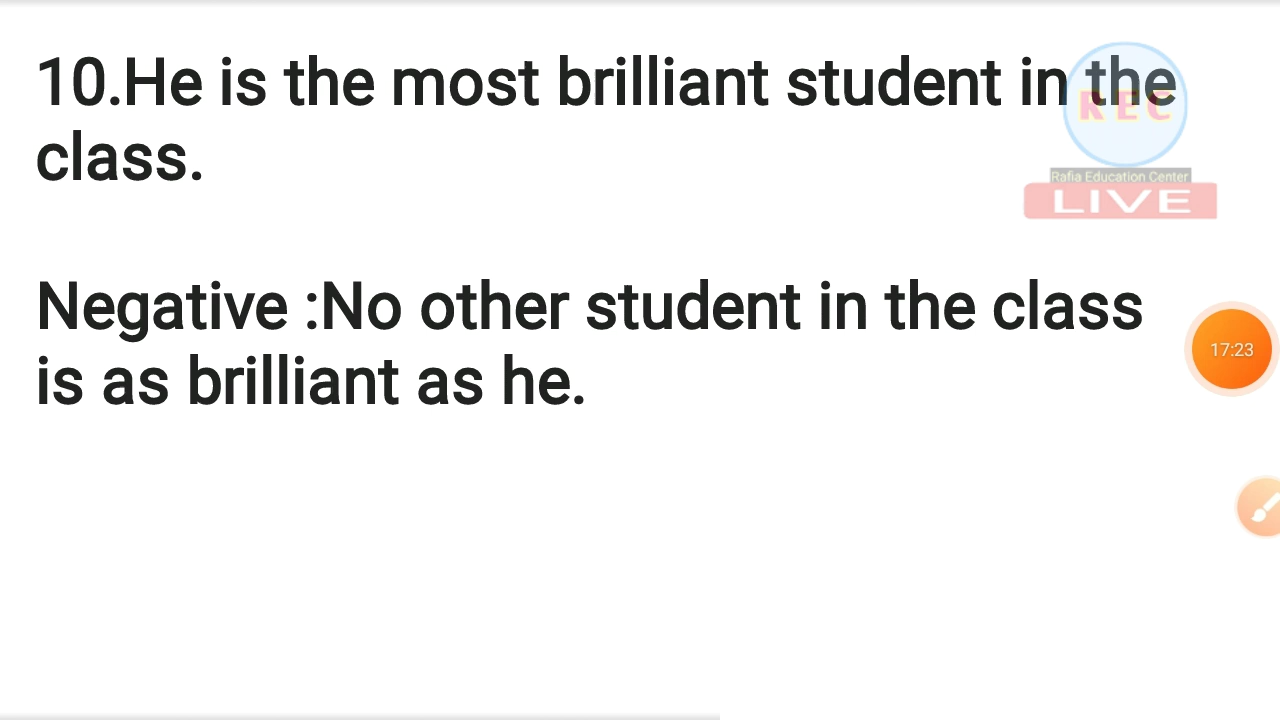 10.He is the most brilliant student in the
class.
REC
Rafia Education Center
LIVE
Negative :No other student in the class
is as brilliant as he.
17:23